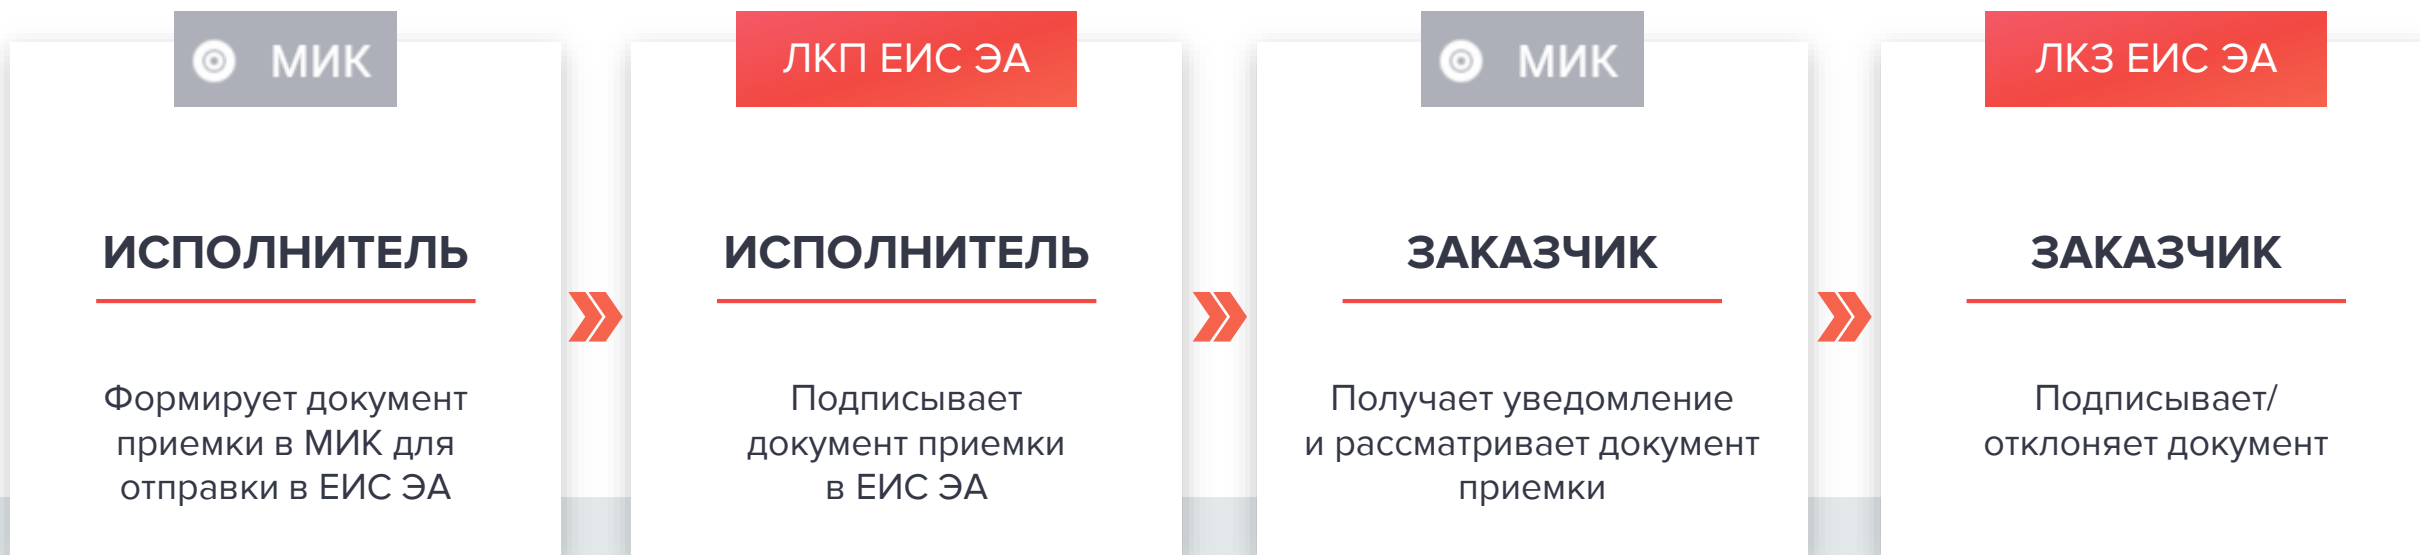 МИК
ИСПОЛНИТЕЛЬ
Формирует документ
приемки в МИК для
отправки в ЕИС ЭА
ЛКП ЕИС ЭА
ИСПОЛНИТЕЛЬ
Подписывает
документ приемки
в ЕИС ЭА
МИК
ЗАКАЗЧИК
Получает уведомление
и рассматривает документ
приемки
ЛКЗ ЕИС ЭА
ЗАКАЗЧИК
Подписывает/
отклоняет документ